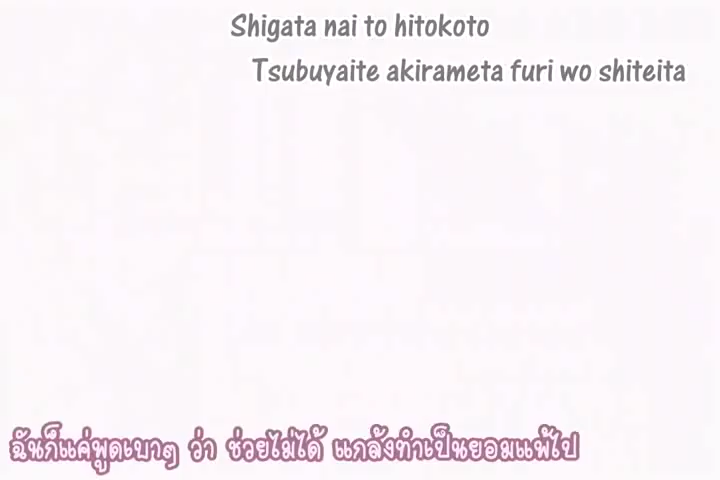 Shigata nai to hitokoto
Tsubuyaite akirameta furi wo shiteita
ฉันก็แค่พูดเบาๆ ว่า ช่วยไม่ได้ แกล้งทำเป็นยอมแพ้ไป